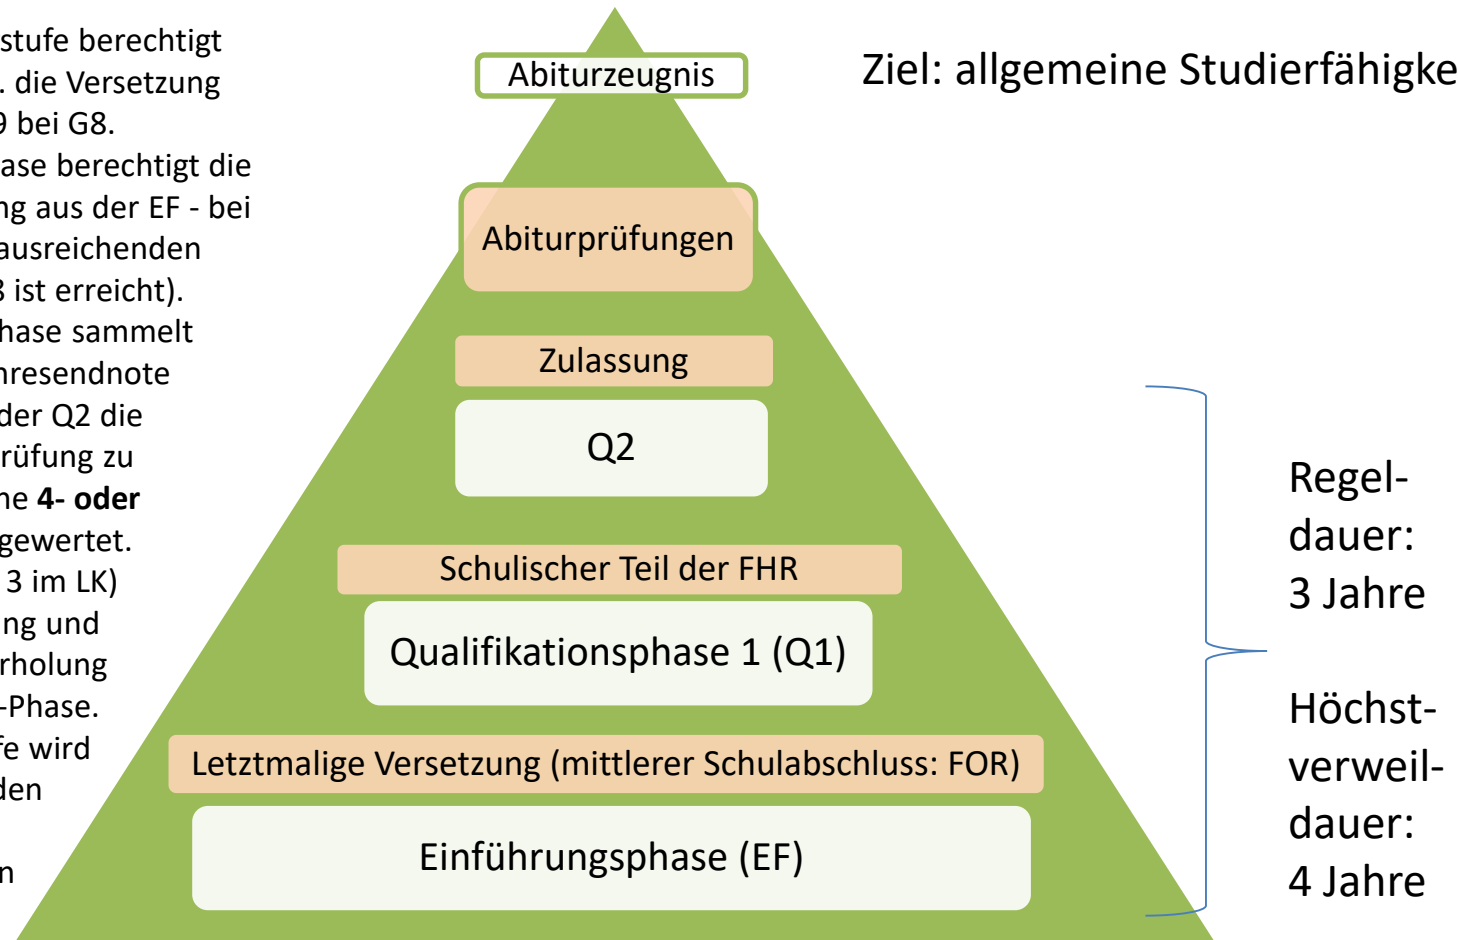 stufe berechtigt
. die Versetzung
9 bei G8.
ase berechtigt die
ng aus der EF - bei
ausreichenden
8 ist erreicht).
hase sammelt
hresendnote
der Q2 die
rüfung zu
ne 4- oder
gewertet.
3 im LK)
ng und
rholung
-Phase.
fe wird
den
n
Abiturzeugnis
Ziel: allgemeine Studierfähigke
Abiturprüfungen
Zulassung
Q2
Schulischer Teil der FHR
Qualifikationsphase 1 (Q1)
Letztmalige Versetzung (mittlerer Schulabschluss: FOR)
Einführungsphase (EF)
Regel-
dauer:
3 Jahre
Höchst-
verweil-
dauer:
4 Jahre